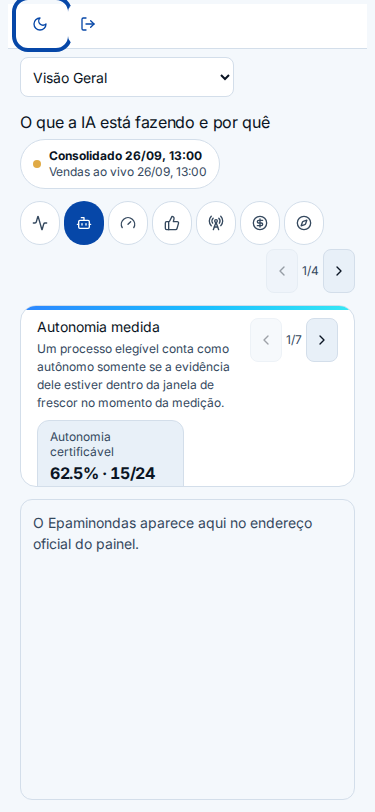 Visão Geral
O que a IA está fazendo e por quê
Consolidado 26/09, 13:00
Vendas ao vivo 26/09, 13:00
1/4
Autonomia medida
1/7
Um processo elegível conta como
autônomo somente se a evidência
dele estiver dentro da janela de
frescor no momento da medição.
Autonomia
certificável
62.5% · 15/24
O Epaminondas aparece aqui no endereço
oficial do painel.